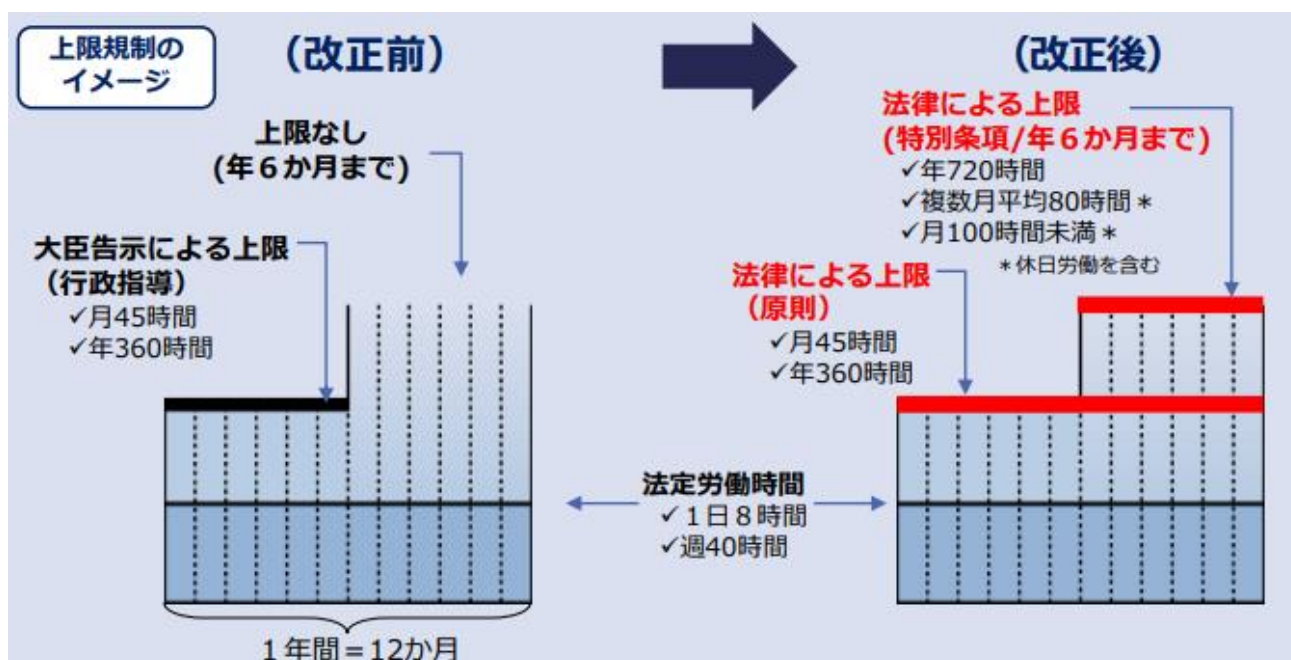 上限規制の
イメージ
（改正前）
（改正後）
上限なし
(年６か月まで)
大臣告示による上限
（行政指導）
✓月45時間
✓年360時間
法律による上限
(特別条項/年６か月まで)
✓年720時間
✓複数月平均80時間＊
✓月100時間未満＊
＊休日労働を含む
法律による上限
（原則）
✓月45時間
✓年360時間
法定労働時間
✓１日８時間
✓週40時間
１年間＝12か月